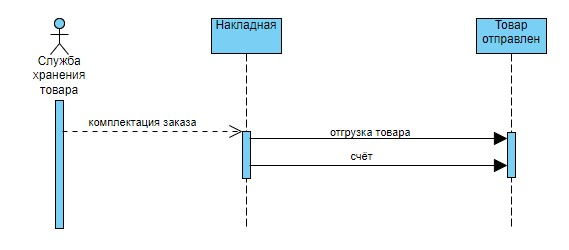 Накладная
Товар
отправлен
Служба
хранения
товара
комплектация заказа
отгрузка товара
счёт